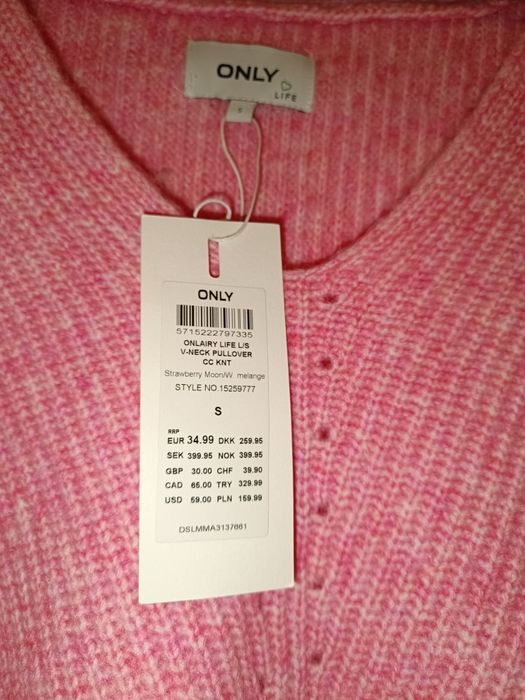 ONLY
LIFE
S
ONLY
5715222797335
ONLAIRY LIFE L/S
V-NECK PULLOVER
CC KNT
Strawberry Moon/W. melange
STYLE NO.15259777
S
RRP
EUR 34.99 DKK 259.95
SEK 399.95 NOK 399.95
GBP 30.00 CHF 39.90
CAD 65.00 TRY 329.99
USD 59.00 PLN 159.99
DSLMMA3137661